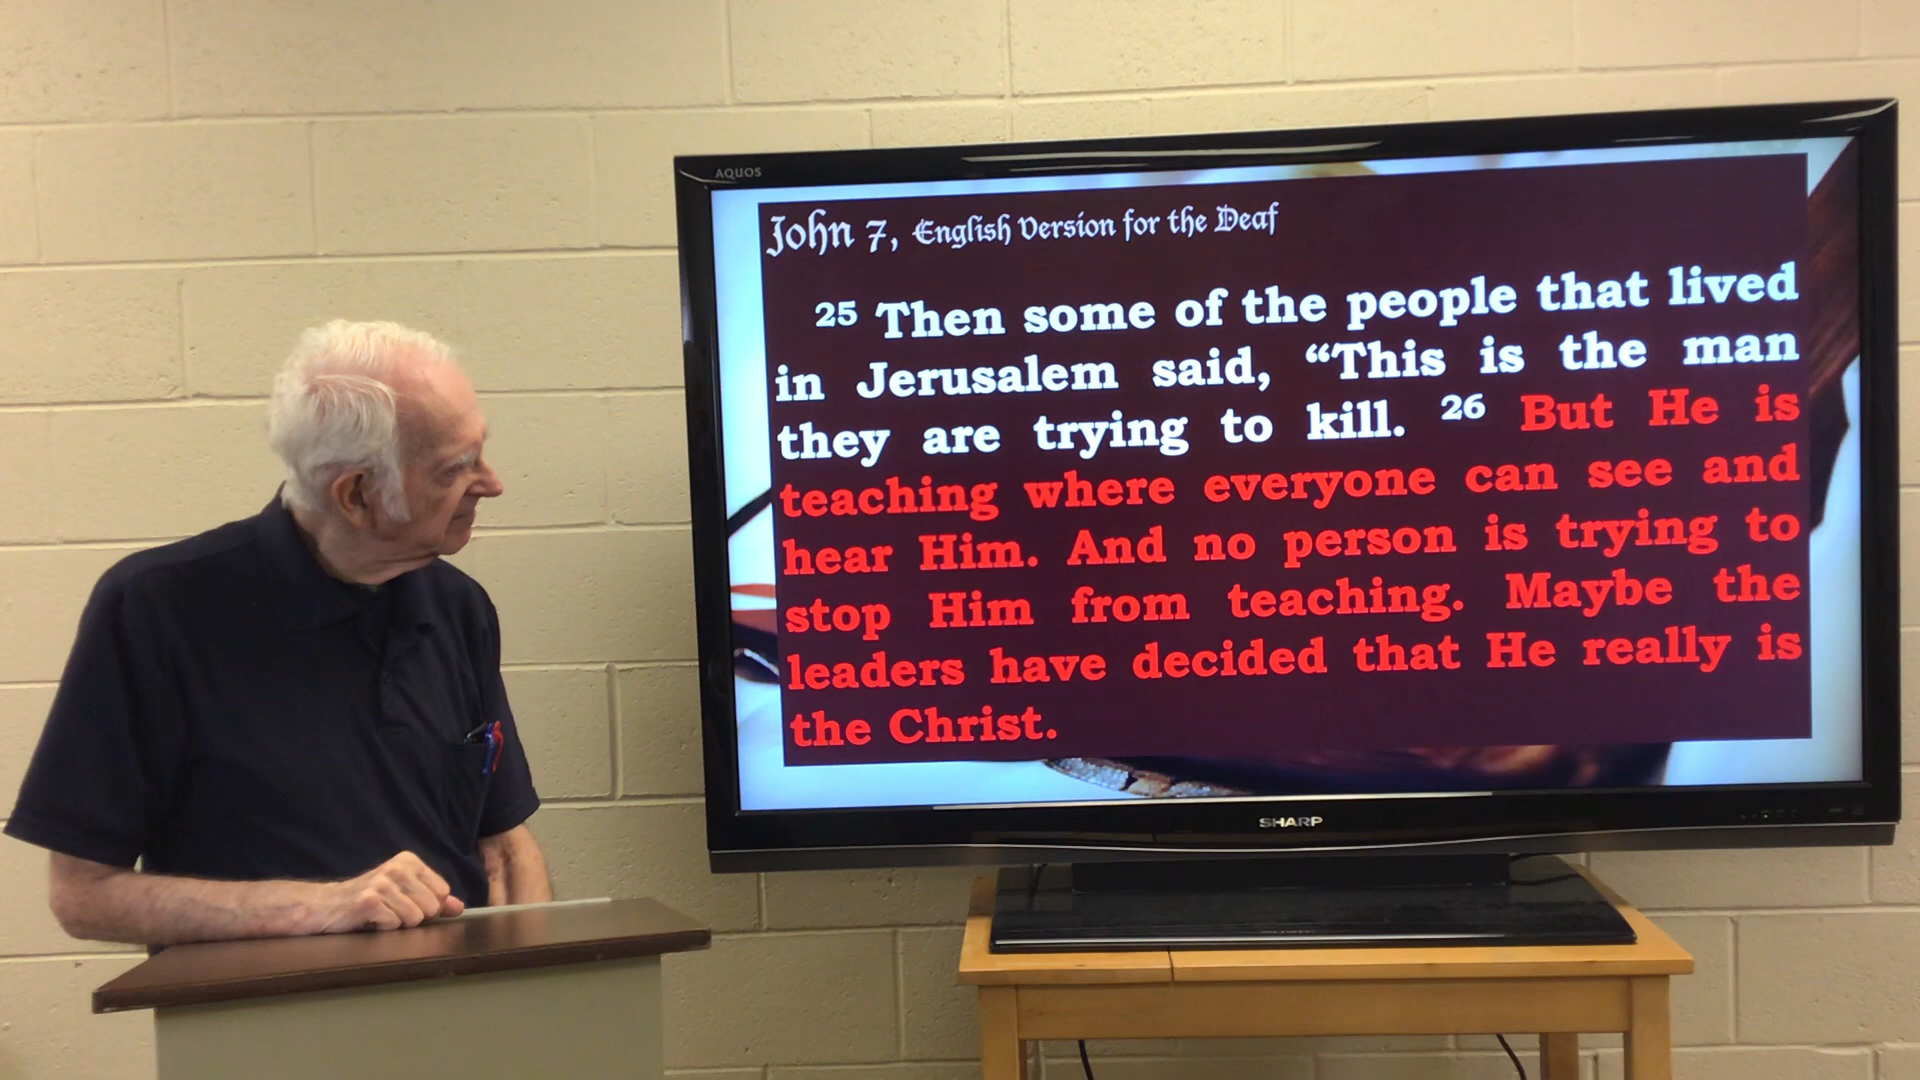 AQUOS
John 7, English Version for the Deaf
25 Then some of the people that lived
in Jerusalem said, “This is the man
they are trying to kill. 26 But He is
teaching where everyone can see and
hear Him. And no person is trying to
stop Him from teaching. Maybe the
leaders have decided that He really is
the Christ.
SHARP